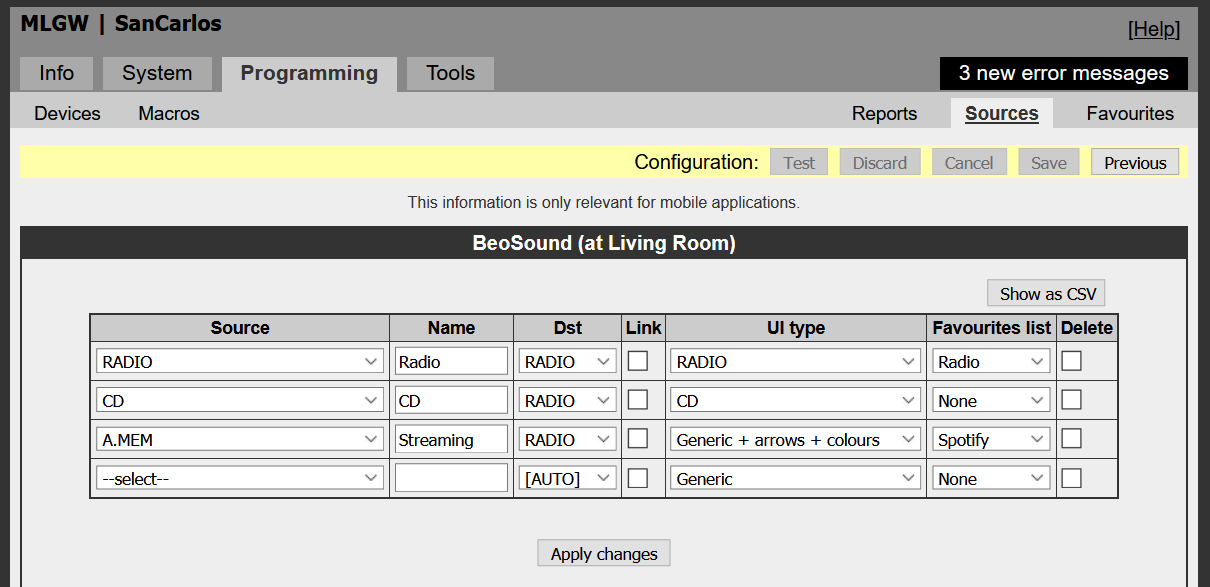 MLGW | SanCarlos
[Help]
Info System Programming Tools
3 new error messages
Devices Macros Reports Sources Favourites
Configuration: Test Discard Cancel Save Previous
This information is only relevant for mobile applications.
BeoSound (at Living Room)
Show as CSV
Source Name Dst Link UI type Favourites list Delete
RADIO Radio RADIO RADIO Radio
CD CD RADIO CD None
A.MEM Streaming RADIO Generic + arrows + colours Spotify
--select-- [AUTO] Generic None
Apply changes